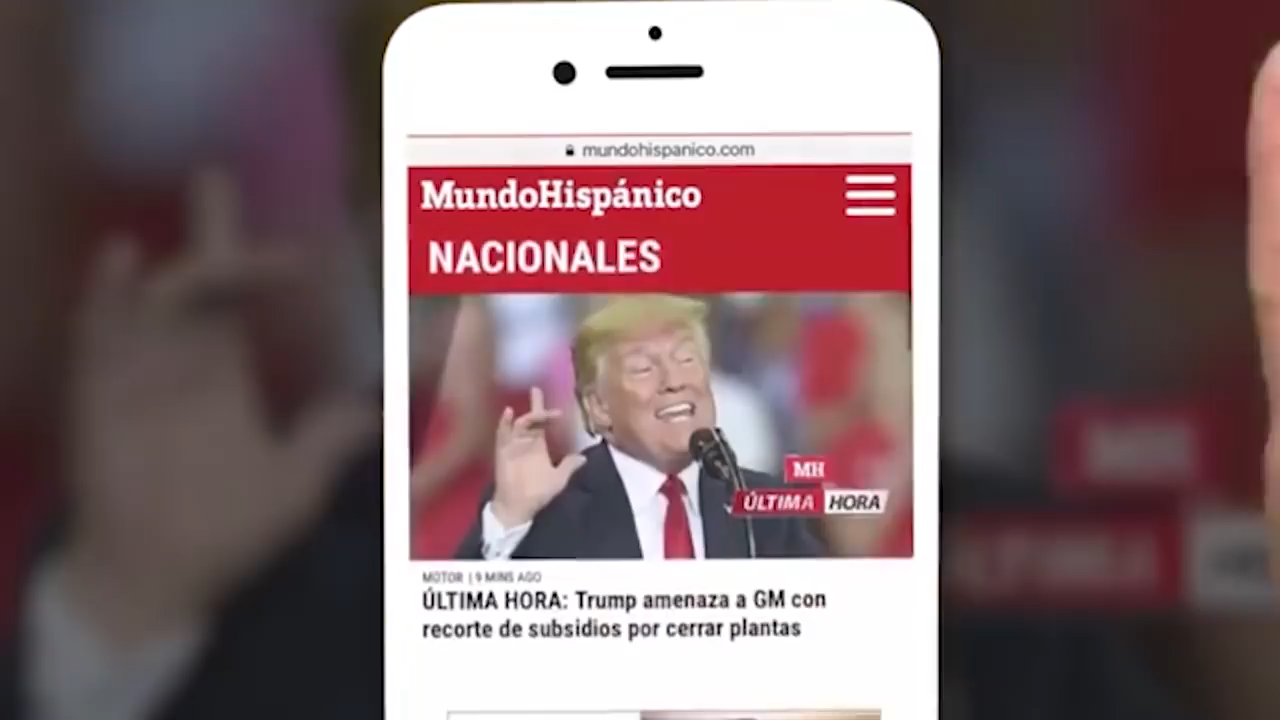 mundohispanico.com
MundoHispánico
NACIONALES
MH
ÚLTIMA HORA
MOTOR | 9 MINS AGO
ÚLTIMA HORA: Trump amenaza a GM con
recorte de subsidios por cerrar plantas